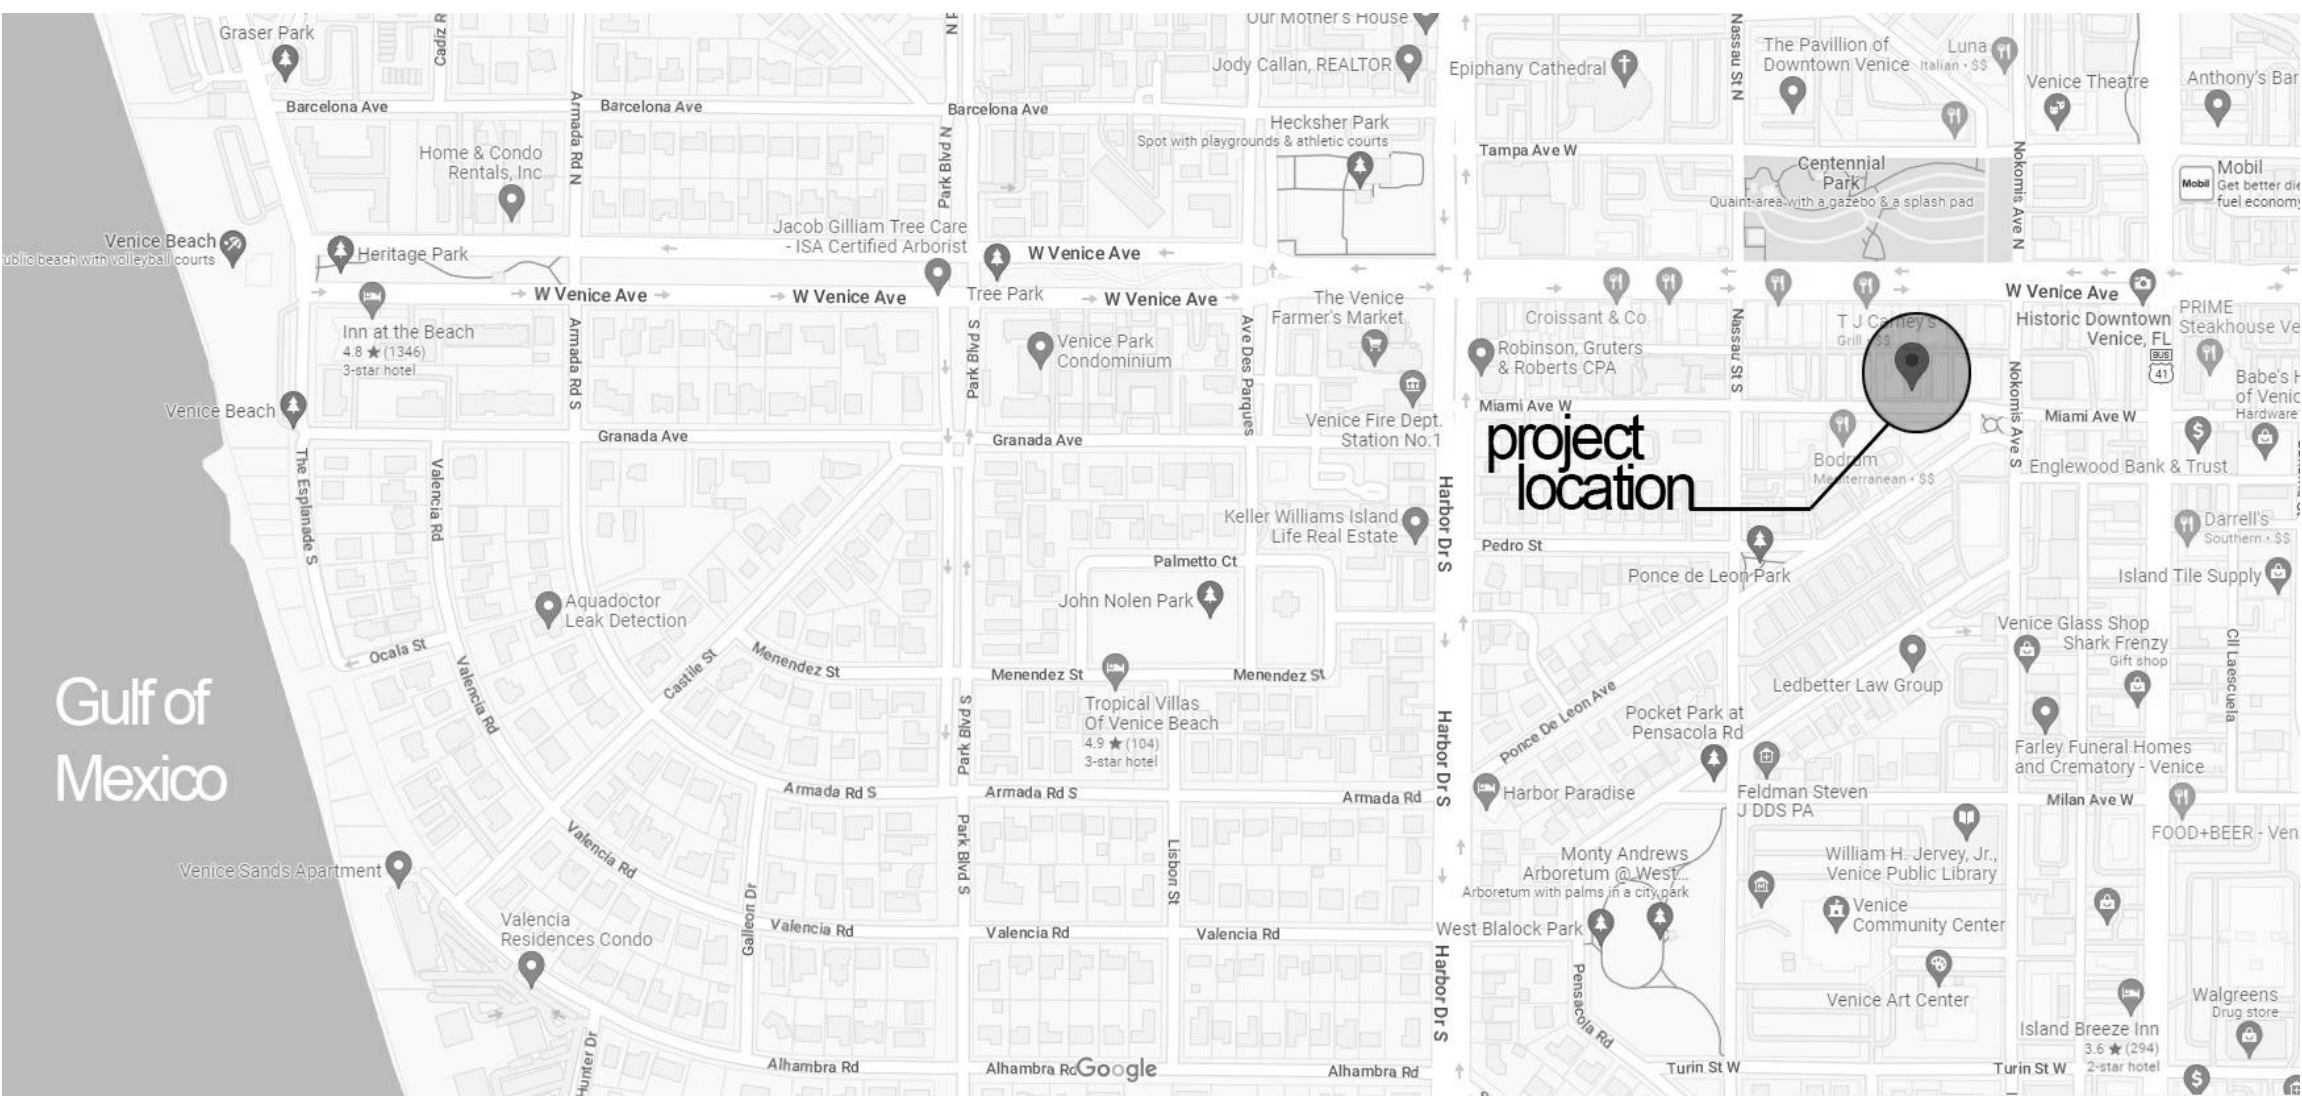 Graser Park
Cadiz R
N P
Our Mother's House
Jody Callan, REALTOR
Epiphany Cathedral
Nassau St N
The Pavillion of
Downtown Venice
Luna
Italian • $$
Venice Theatre
Anthony's Bar
Barcelona Ave
Barcelona Ave
Barcelona Ave
Armada Rd N
Park Blvd N
Home & Condo
Rentals, Inc
Hecksher Park
Spot with playgrounds & athletic courts
Tampa Ave W
Centennial
Park
Quaint area with a gazebo & a splash pad
Nokomis Ave N
Mobil
Mobil
Get better die
fuel economy
Jacob Gilliam Tree Care
- ISA Certified Arborist
Venice Beach
ublic beach with volleyball courts
Heritage Park
W Venice Ave
Tree Park
W Venice Ave
W Venice Ave
W Venice Ave
W Venice Ave
The Venice
Farmer's Market
Croissant & Co
T J Carney's
Grill • $$
Historic Downtown
Venice, FL
PRIME
Steakhouse Ve
BUS
41
Inn at the Beach
4.8 ★ (1346)
3-star hotel
Armada Rd S
Park Blvd S
Venice Park
Condominium
Ave Des Parques
Robinson, Gruters
& Roberts CPA
Nassau St S
Nokomis Ave S
Babe's H
of Venic
Hardware
Venice Beach
Venice Fire Dept.
Station No.1
Miami Ave W
Miami Ave W
Granada Ave
Granada Ave
project
location
Bodrum
Mediterranean • $$
Englewood Bank & Trust
The Esplanade S
Valencia Rd
Harbor Dr S
Keller Williams Island
Life Real Estate
Darrell's
Southern • $$
Pedro St
Palmetto Ct
Ponce de Leon Park
Island Tile Supply
John Nolen Park
Aquadoctor
Leak Detection
Venice Glass Shop
Shark Frenzy
Gift shop
Cll Laescuela
Ocala St
Valencia Rd
Castile St
Menendez St
Menendez St
Menendez St
Ledbetter Law Group
Gulf of
Mexico
Park Blvd S
Tropical Villas
Of Venice Beach
4.9 ★ (104)
3-star hotel
Harbor Dr S
Ponce De Leon Ave
Pocket Park at
Pensacola Rd
Farley Funeral Homes
and Crematory - Venice
Armada Rd S
Armada Rd S
Armada Rd
Harbor Paradise
Feldman Steven
J DDS PA
Milan Ave W
FOOD+BEER - Ven
Valencia Rd
Park Blvd S
Lisbon St
Venice Sands Apartment
Monty Andrews
Arboretum @ West...
Arboretum with palms in a city park
William H. Jervey, Jr.,
Venice Public Library
Galleon Dr
Valencia
Residences Condo
Valencia Rd
Valencia Rd
Valencia Rd
West Blalock Park
Venice
Community Center
Harbor Dr S
Pensacola Rd
Venice Art Center
Walgreens
Drug store
Island Breeze Inn
3.6 ★ (294)
2-star hotel
Hunter Dr
Alhambra Rd
Alhambra Rd
Google
Alhambra Rd
Turin St W
Turin St W